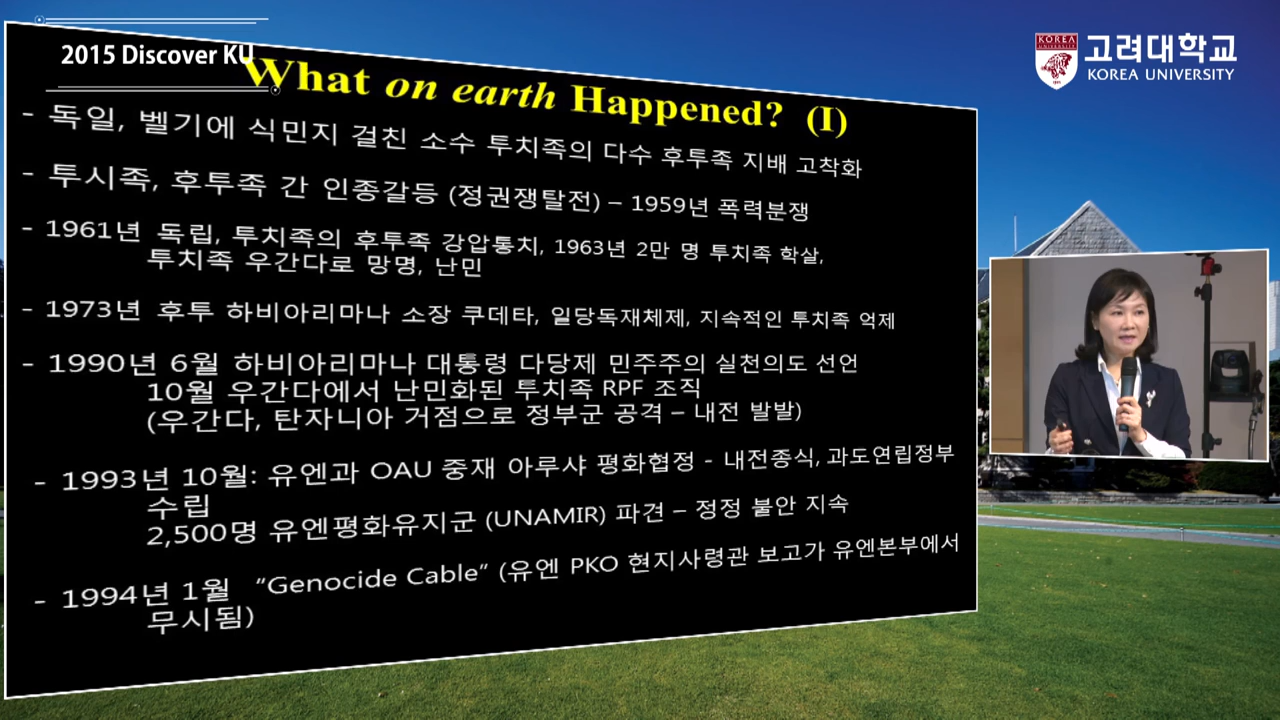 2015 Discover KU
KOREA
UNIVERSITY
고려대학교
KOREA UNIVERSITY
What on earth Happened? (I)
- 독일, 벨기에 식민지 걸친 소수 투치족의 다수 후투족 지배 고착화
- 투시족, 후투족 간 인종갈등 (정권쟁탈전) – 1959년 폭력분쟁
- 1961년 독립, 투치족의 후투족 강압통치, 1963년 2만 명 투치족 학살,
투치족 우간다로 망명, 난민
- 1973년 후투 하비아리마나 소장 쿠데타, 일당독재체제, 지속적인 투치족 억제
- 1990년 6월 하비아리마나 대통령 다당제 민주주의 실천의도 선언
10월 우간다에서 난민화된 투치족 RPF 조직
(우간다, 탄자니아 거점으로 정부군 공격 – 내전 발발)
- 1993년 10월: 유엔과 OAU 중재 아루샤 평화협정 - 내전종식, 과도연립정부
수립
2,500명 유엔평화유지군 (UNAMIR) 파견 – 정정 불안 지속
- 1994년 1월 “Genocide Cable” (유엔 PKO 현지사령관 보고가 유엔본부에서
무시됨)